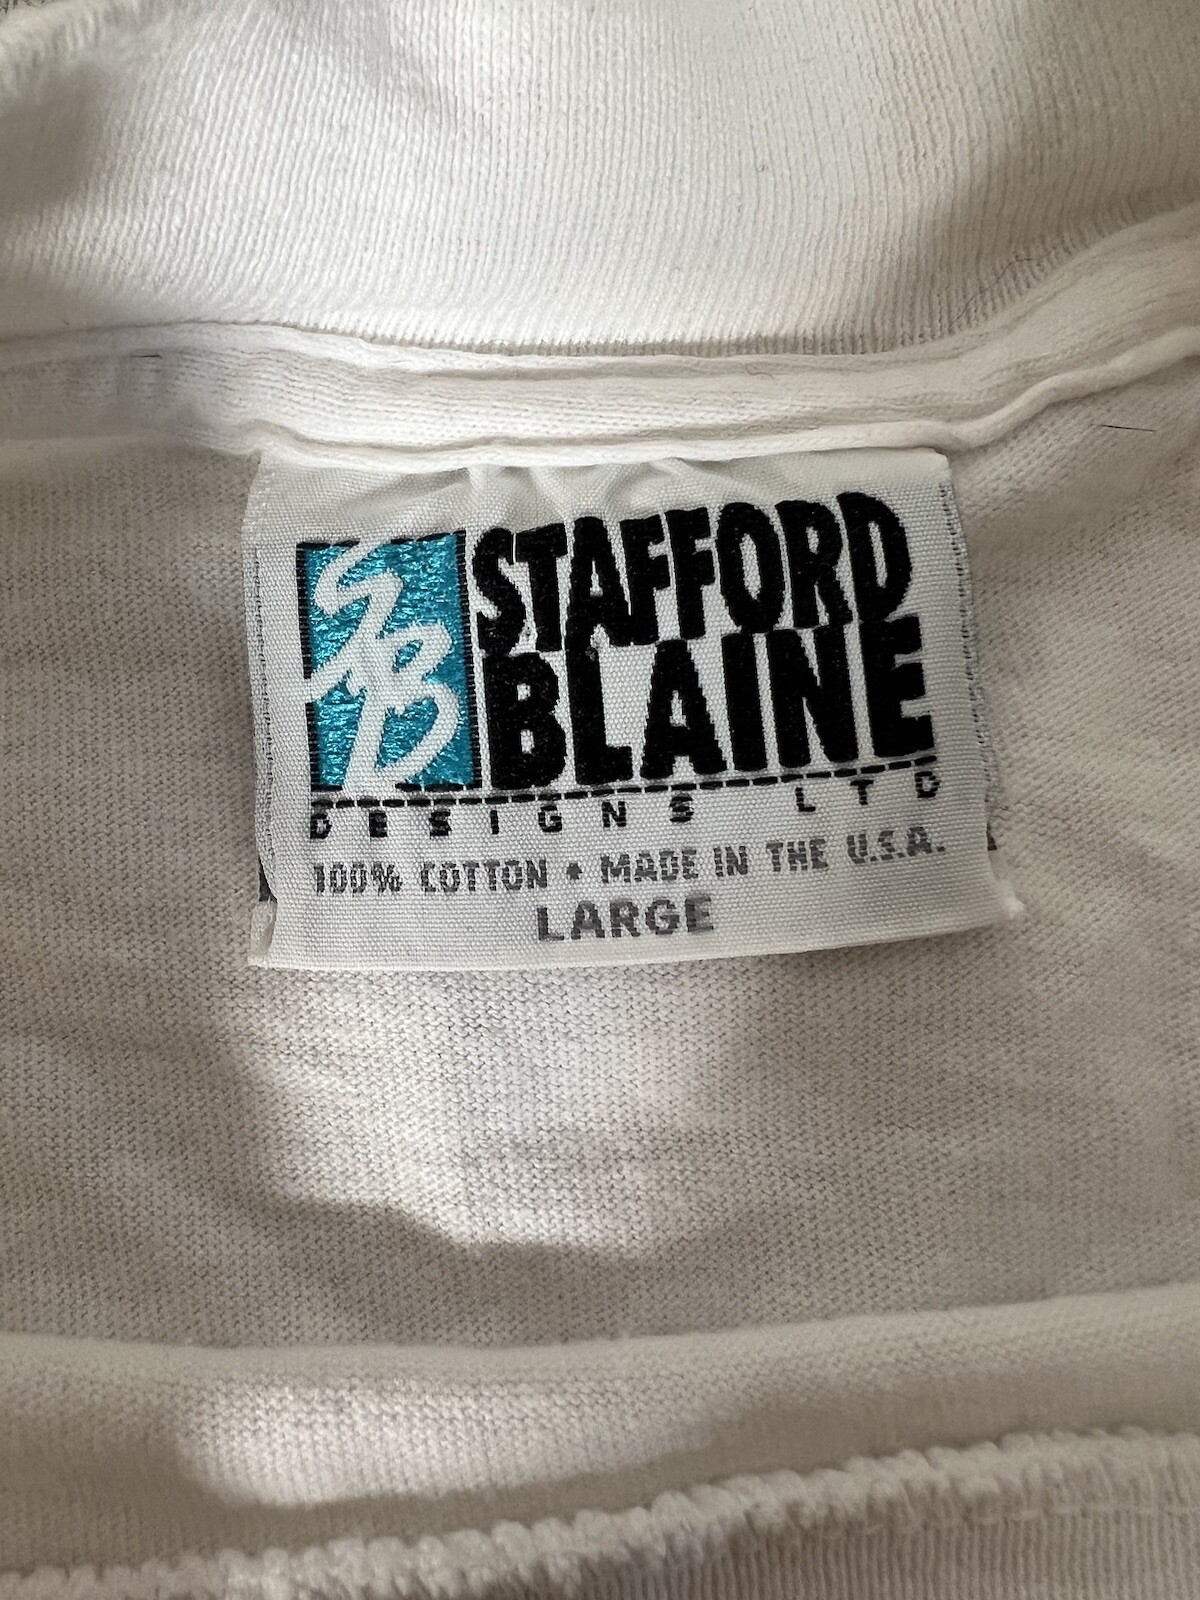 SB
STAFFORD
BLAINE
DESIGNS LTD
100% COTTON • MADE IN THE U.S.A.
LARGE